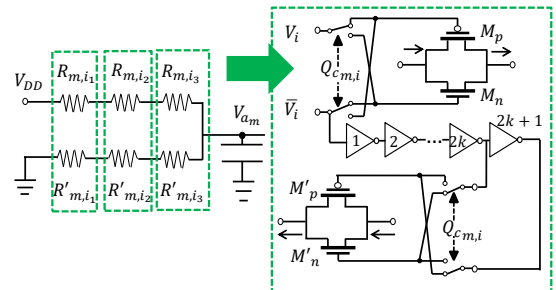 V_DD
R_{m,i_1} R_{m,i_2} R_{m,i_3}
R'_{m,i_1} R'_{m,i_2} R'_{m,i_3}
V_{a_m}
V_i
Q_{c_{m,i}}
V̅_i
M_p
M_n
1 2 ... 2k 2k + 1
M'_p
M'_n
Q_{c_{m,i}}